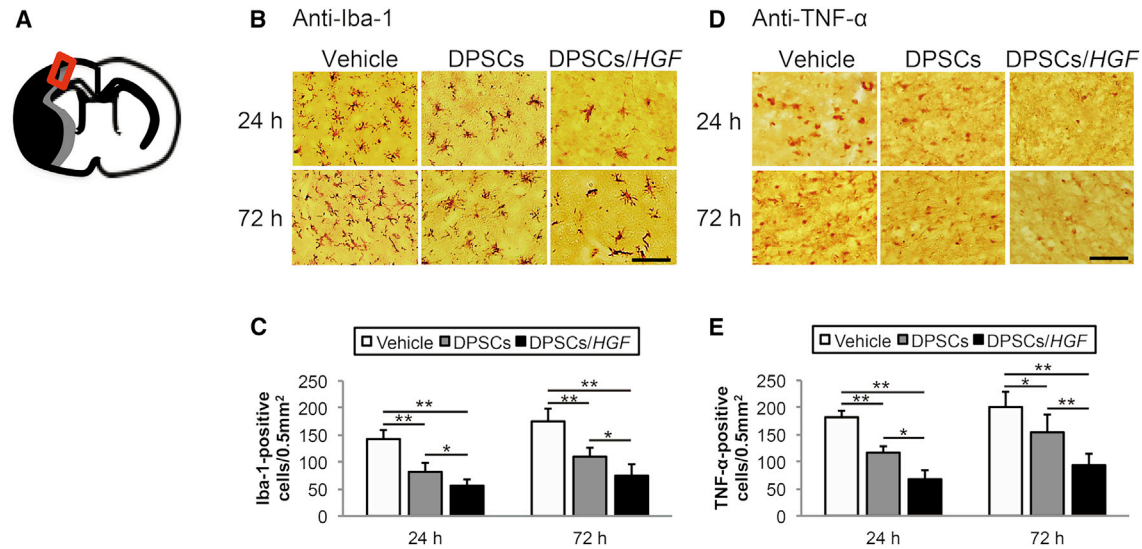 A
B Anti-Iba-1
Vehicle DPSCs DPSCs/HGF
24 h
72 h
C
Vehicle DPSCs DPSCs/HGF
Iba-1-positive
cells/0.5mm²
250
200
150
100
50
0
** ** *
** ** *
24 h 72 h
D Anti-TNF-α
Vehicle DPSCs DPSCs/HGF
24 h
72 h
E
Vehicle DPSCs DPSCs/HGF
TNF-α-positive
cells/0.5mm²
250
200
150
100
50
0
** ** *
** * **
24 h 72 h